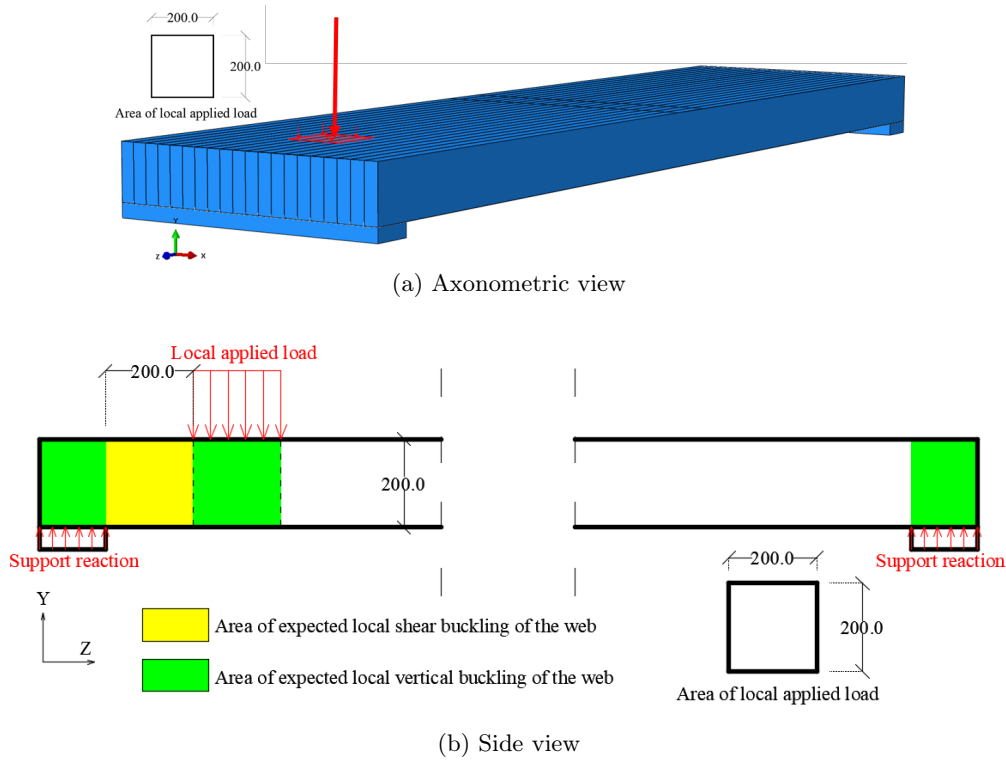 200.0
200.0
Area of local applied load
Y
Z
X
(a) Axonometric view
Local applied load
200.0
200.0
Support reaction
Support reaction
200.0
Y
Z
Area of expected local shear buckling of the web
200.0
Area of expected local vertical buckling of the web
Area of local applied load
(b) Side view